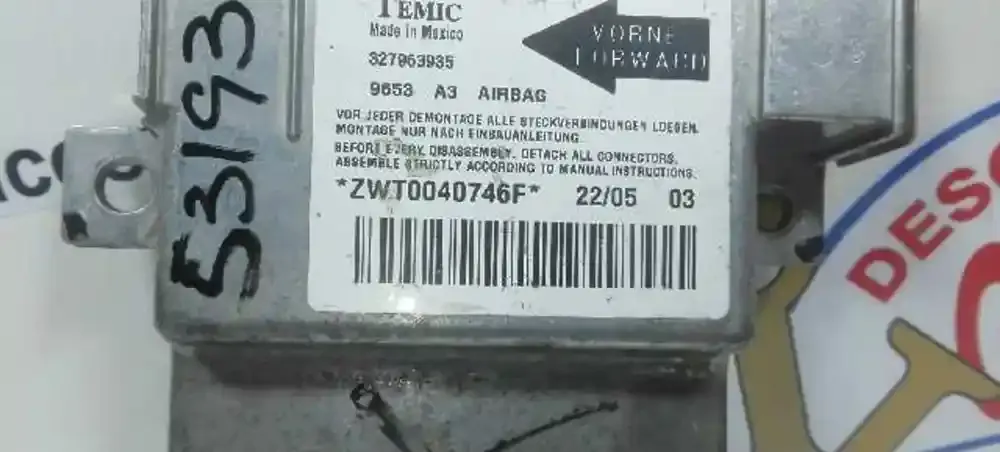 TEMIC
Made in Mexico
327963935
9653 A3 AIRBAG
VORNE
FORWARD
VOR JEDER DEMONTAGE ALLE STECKVERBINDUNGEN LOESEN.
MONTAGE NUR NACH EINBAUANLEITUNG.
BEFORE EVERY DISASSEMBLY, DETACH ALL CONNECTORS.
ASSEMBLE STRICTLY ACCORDING TO MANUAL INSTRUCTIONS.
*ZWT0040746F* 22/05 03
53193